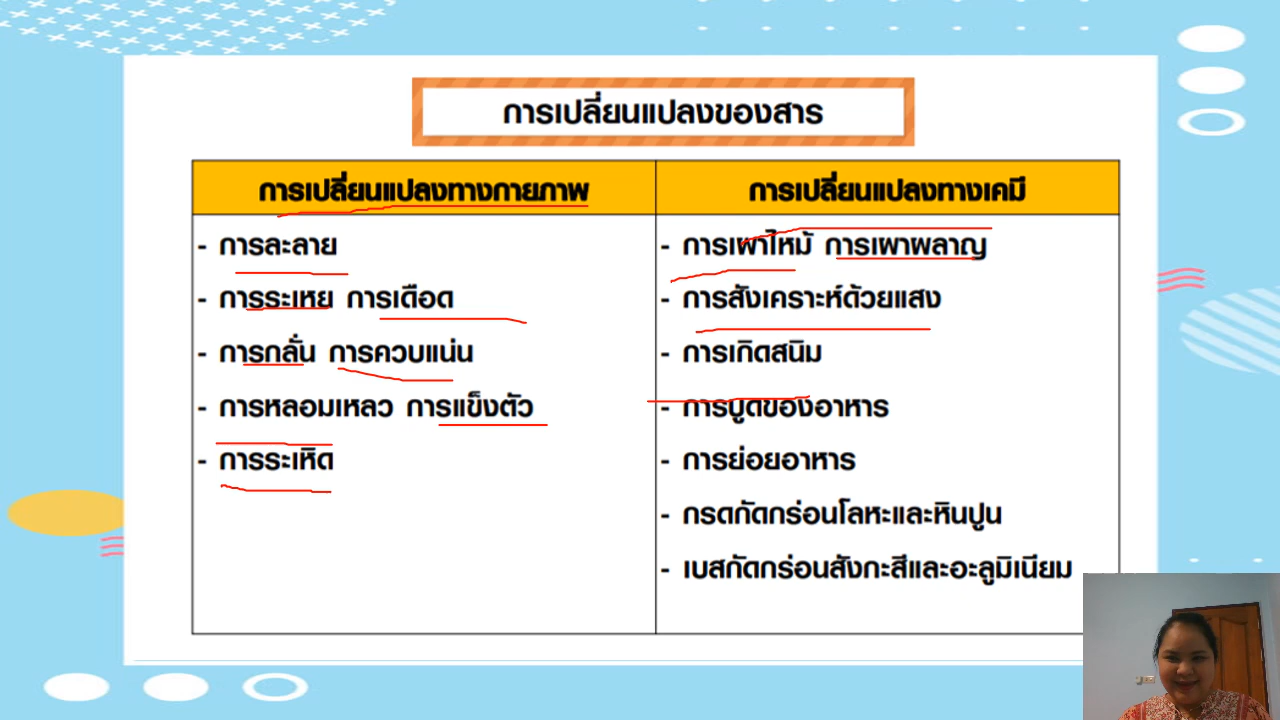 การเปลี่ยนแปลงของสาร
การเปลี่ยนแปลงทางกายภาพ
- การละลาย
- การระเหย การเดือด
- การกลั่น การควบแน่น
- การหลอมเหลว การแข็งตัว
- การระเหิด
การเปลี่ยนแปลงทางเคมี
- การเผาไหม้ การเผาผลาญ
- การสังเคราะห์ด้วยแสง
- การเกิดสนิม
- การบูดของอาหาร
- การย่อยอาหาร
- กรดกัดกร่อนโลหะและหินปูน
- เบสกัดกร่อนสังกะสีและอะลูมิเนียม